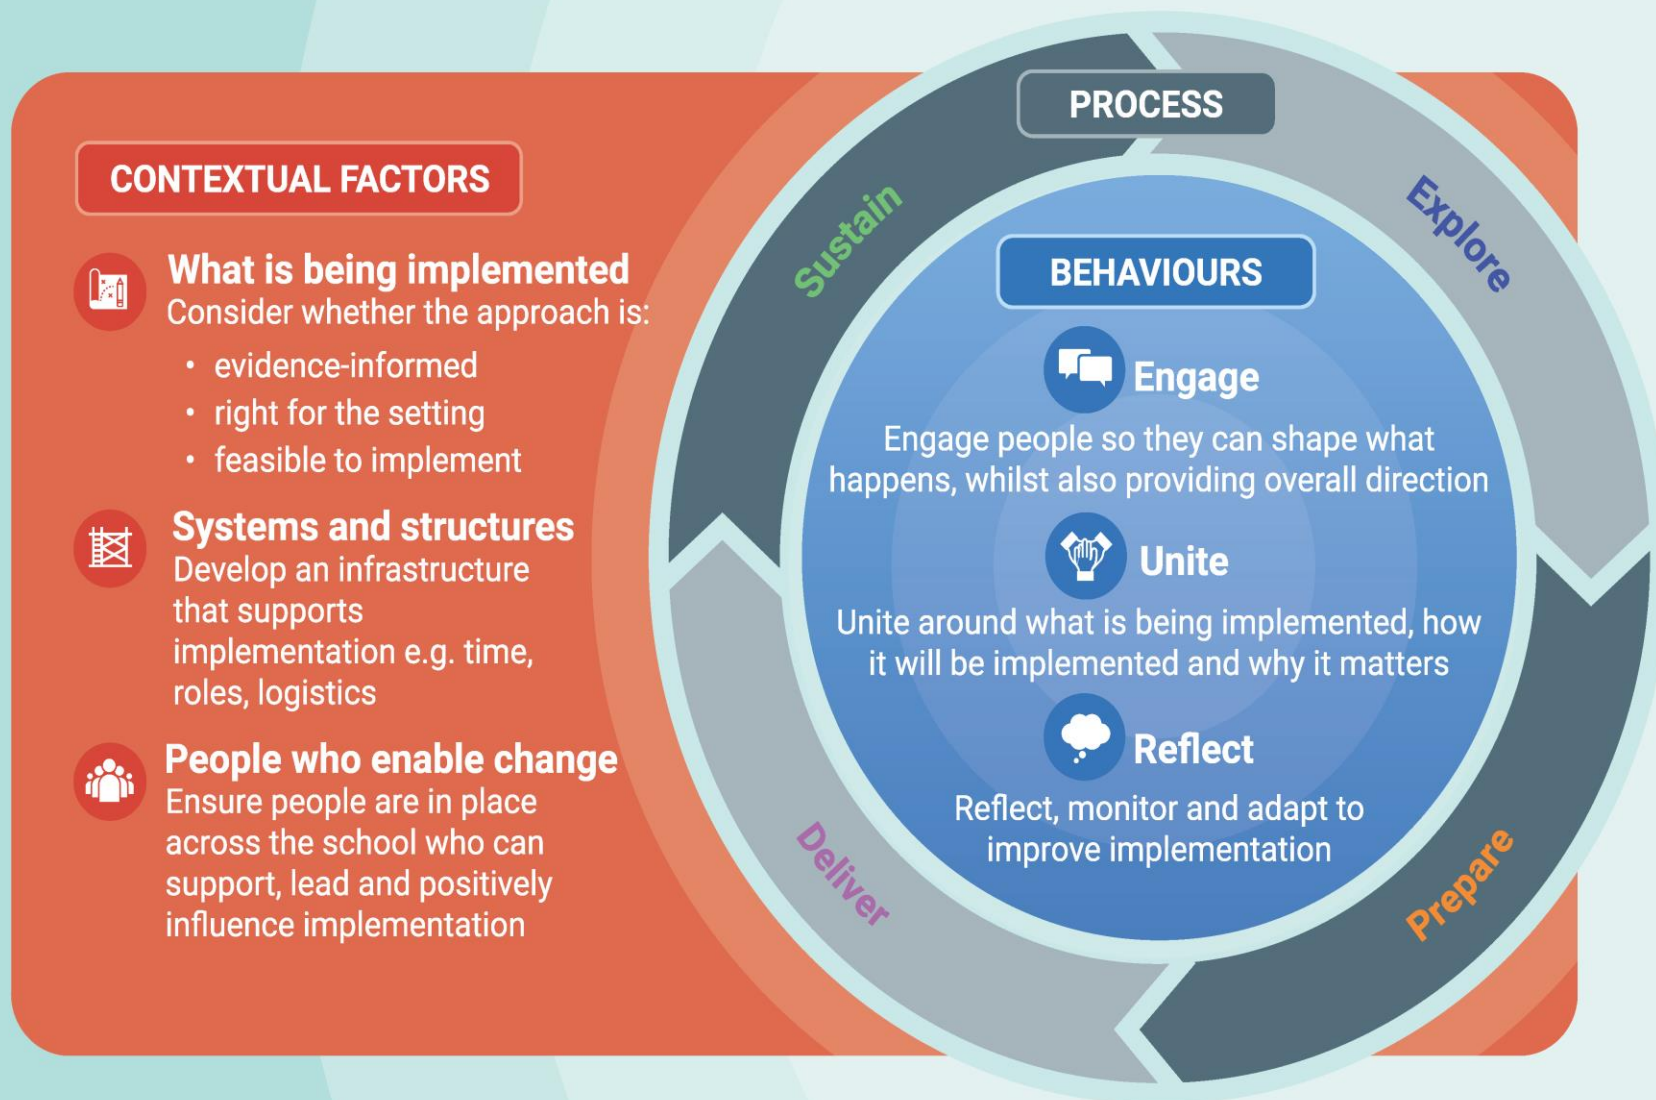 CONTEXTUAL FACTORS
What is being implemented
Consider whether the approach is:
• evidence-informed
• right for the setting
• feasible to implement
Systems and structures
Develop an infrastructure
that supports
implementation e.g. time,
roles, logistics
People who enable change
Ensure people are in place
across the school who can
support, lead and positively
influence implementation
PROCESS
Explore
Prepare
Deliver
Sustain
BEHAVIOURS
Engage
Engage people so they can shape what
happens, whilst also providing overall direction
Unite
Unite around what is being implemented, how
it will be implemented and why it matters
Reflect
Reflect, monitor and adapt to
improve implementation